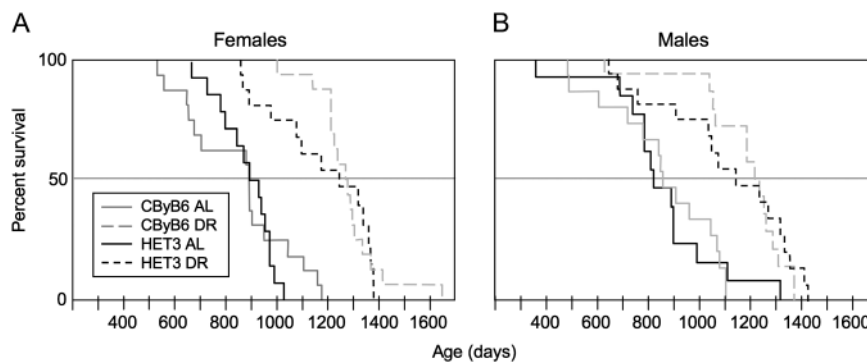 A
Females
B
Males
Percent survival
100
50
0
CByB6 AL
CByB6 DR
HET3 AL
HET3 DR
400 600 800 1000 1200 1400 1600
400 600 800 1000 1200 1400 1600
Age (days)